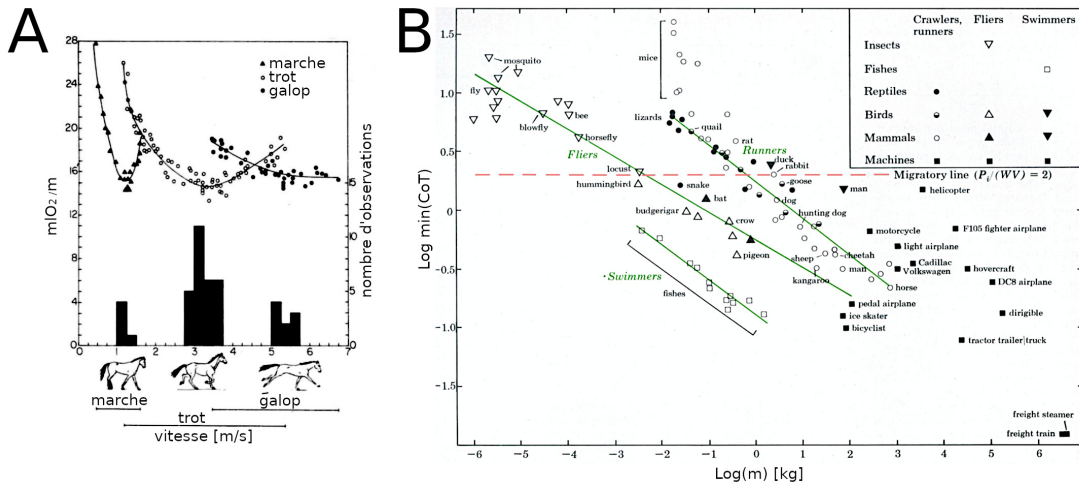 A
28
24
20
16
12
8
4
0
mlO₂/m
marche
trot
galop
15
10
5
0
nombre d'observations
0 1 2 3 4 5 6 7
marche
galop
trot
vitesse [m/s]
B
1.5
1.0
0.5
0
−0.5
−1.0
−1.5
Log min(CoT)
−6 −5 −4 −3 −2 −1 0 1 2 3 4 5 6
Log(m) [kg]
Crawlers, runners Fliers Swimmers
Insects
Fishes
Reptiles
Birds
Mammals
Machines
Migratory line (Pᵢ/(WV) = 2)
mosquito
fly
blowfly
bee
horsefly
Fliers
locust
hummingbird
budgerigar
mice
lizards
quail
rat
Runners
duck
rabbit
goose
snake
bat
dog
man
helicopter
crow
hunting dog
pigeon
sheep
cheetah
kangaroo
man
horse
motorcycle
F105 fighter airplane
light airplane
Cadillac
Volkswagen
hovercraft
DC8 airplane
Swimmers
fishes
pedal airplane
ice skater
bicyclist
dirigible
tractor trailer truck
freight steamer
freight train